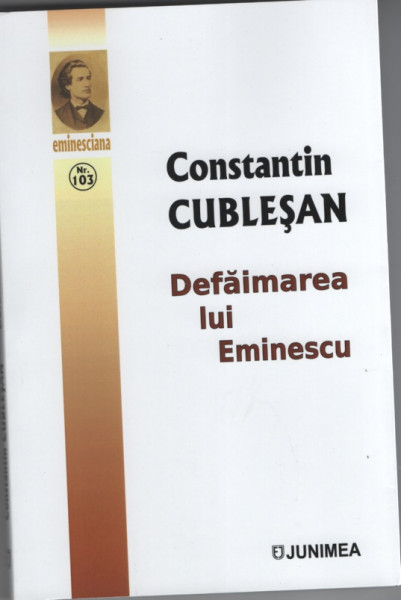 eminesciana
Nr.
103
Constantin
CUBLEŞAN
Defăimarea
lui
Eminescu
JUNIMEA